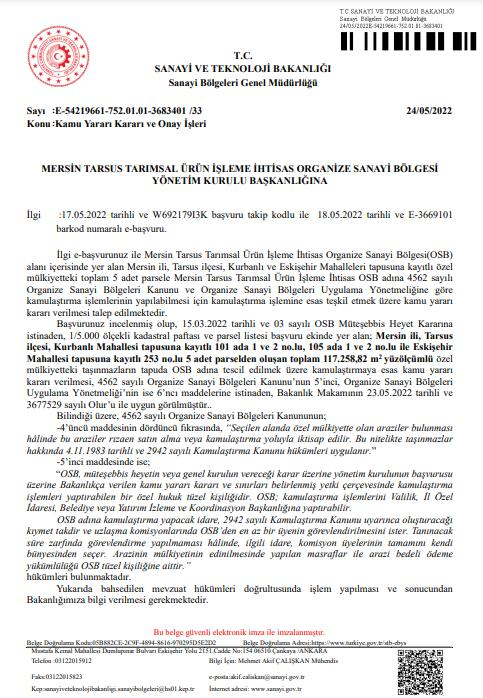 T.C SANAYİ VE TEKNOLOJİ BAKANLIĞI
Sanayi Bölgeleri Genel Müdürlüğü
24/05/2022E-54219661-752.01.01-3683401
T.C.
SANAYİ VE TEKNOLOJİ BAKANLIĞI
Sanayi Bölgeleri Genel Müdürlüğü
Sayı :E-54219661-752.01.01-3683401 /33 24/05/2022
Konu :Kamu Yararı Kararı ve Onay İşleri
MERSİN TARSUS TARIMSAL ÜRÜN İŞLEME İHTİSAS ORGANİZE SANAYİ BÖLGESİ
YÖNETİM KURULU BAŞKANLIĞINA
İlgi :17.05.2022 tarihli ve W692179I3K başvuru takip kodlu ile 18.05.2022 tarihli ve E-3669101
barkod numaralı e-başvuru.
İlgi e-başvurunuz ile Mersin Tarsus Tarımsal Ürün İşleme İhtisas Organize Sanayi Bölgesi(OSB)
alanı içerisinde yer alan Mersin ili, Tarsus ilçesi, Kurbanlı ve Eskişehir Mahalleleri tapusuna kayıtlı özel
mülkiyetteki toplam 5 adet parsele Mersin Tarsus Tarımsal Ürün İşleme İhtisas OSB adına 4562 sayılı
Organize Sanayi Bölgeleri Kanunu ve Organize Sanayi Bölgeleri Uygulama Yönetmeliğine göre
kamulaştırma işlemlerinin yapılabilmesi için kamulaştırma işlemine esas teşkil etmek üzere kamu yararı
kararı verilmesi talep edilmektedir.
Başvurunuz incelenmiş olup, 15.03.2022 tarihli ve 03 sayılı OSB Müteşebbis Heyet Kararına
istinaden, 1/5.000 ölçekli kadastral paftası ve parsel listesi başvuru ekinde yer alan; Mersin ili, Tarsus
ilçesi, Kurbanlı Mahallesi tapusuna kayıtlı 101 ada 1 ve 2 no.lu, 105 ada 1 ve 2 no.lu ile Eskişehir
Mahallesi tapusuna kayıtlı 253 no.lu 5 adet parselden oluşan toplam 117.258,82 m² yüzölçümlü özel
mülkiyetteki taşınmazların tapuda OSB adına tescil edilmek üzere kamulaştırmaya esas kamu yararı
kararı verilmesi, 4562 sayılı Organize Sanayi Bölgeleri Kanunu'nun 5'inci, Organize Sanayi Bölgeleri
Uygulama Yönetmeliği'nin ise 6'ncı maddelerine istinaden, Bakanlık Makamının 23.05.2022 tarihli ve
3677529 sayılı Olur'u ile uygun görülmüştür..
Bilindiği üzere, 4562 sayılı Organize Sanayi Bölgeleri Kanununun;
-4'üncü maddesinin dördüncü fıkrasında, “Seçilen alanda özel mülkiyette olan araziler bulunması
hâlinde bu araziler rızaen satın alma veya kamulaştırma yoluyla iktisap edilir. Bu nitelikte taşınmazlar
hakkında 4.11.1983 tarihli ve 2942 sayılı Kamulaştırma Kanunu hükümleri uygulanır.”
-5'inci maddesinde ise;
“OSB, müteşebbis heyetin veya genel kurulun vereceği karar üzerine yönetim kurulunun başvurusu
üzerine Bakanlıkça verilen kamu yararı kararı ve sınırları belirlenmiş yetki çerçevesinde kamulaştırma
işlemleri yaptırabilen bir özel hukuk tüzel kişiliğidir. OSB; kamulaştırma işlemlerini Valilik, İl Özel
İdaresi, Belediye veya Yatırım İzleme ve Koordinasyon Başkanlığına yaptırabilir.
OSB adına kamulaştırma yapacak idare, 2942 sayılı Kamulaştırma Kanunu uyarınca oluşturacağı
kıymet takdir ve uzlaşma komisyonlarında OSB'den en az bir üyenin görevlendirilmesini ister. Tanınacak
süre zarfında görevlendirme yapılmaması hâlinde, ilgili idare, komisyon üyelerinin tamamını kendi
bünyesinden seçer. Arazinin mülkiyetinin edinilmesinde yapılan masraflar ile arazi bedeli ödeme
yükümlülüğü OSB tüzel kişiliğine aittir.”
hükümleri bulunmaktadır.
Yukarıda bahsedilen mevzuat hükümleri doğrultusunda işlem yapılması ve sonucundan
Bakanlığımıza bilgi verilmesi gerekmektedir.
Bu belge güvenli elektronik imza ile imzalanmıştır.
Belge Doğrulama Kodu:05B882CE-2C9F-4894-8616-970295D5E2D2 Belge Doğrulama Adresi:https://www.turkiye.gov.tr/stb-ebys
Mustafa Kemal Mahallesi Dumlupınar Bulvarı Eskişehir Yolu 2151.Cadde No:154 06510 Çankaya /ANKARA
Telefon :03122015912 Bilgi İçin: Mehmet Akif ÇALIŞKAN Mühendis
Faks:03122015823 e-posta:akif.caliskan@sanayi.gov.tr
Kep:sanayiveteknolojibakanligi.sanayibolgeleri@hs01.kep.tr İnternet adresi: www.sanayi.gov.tr